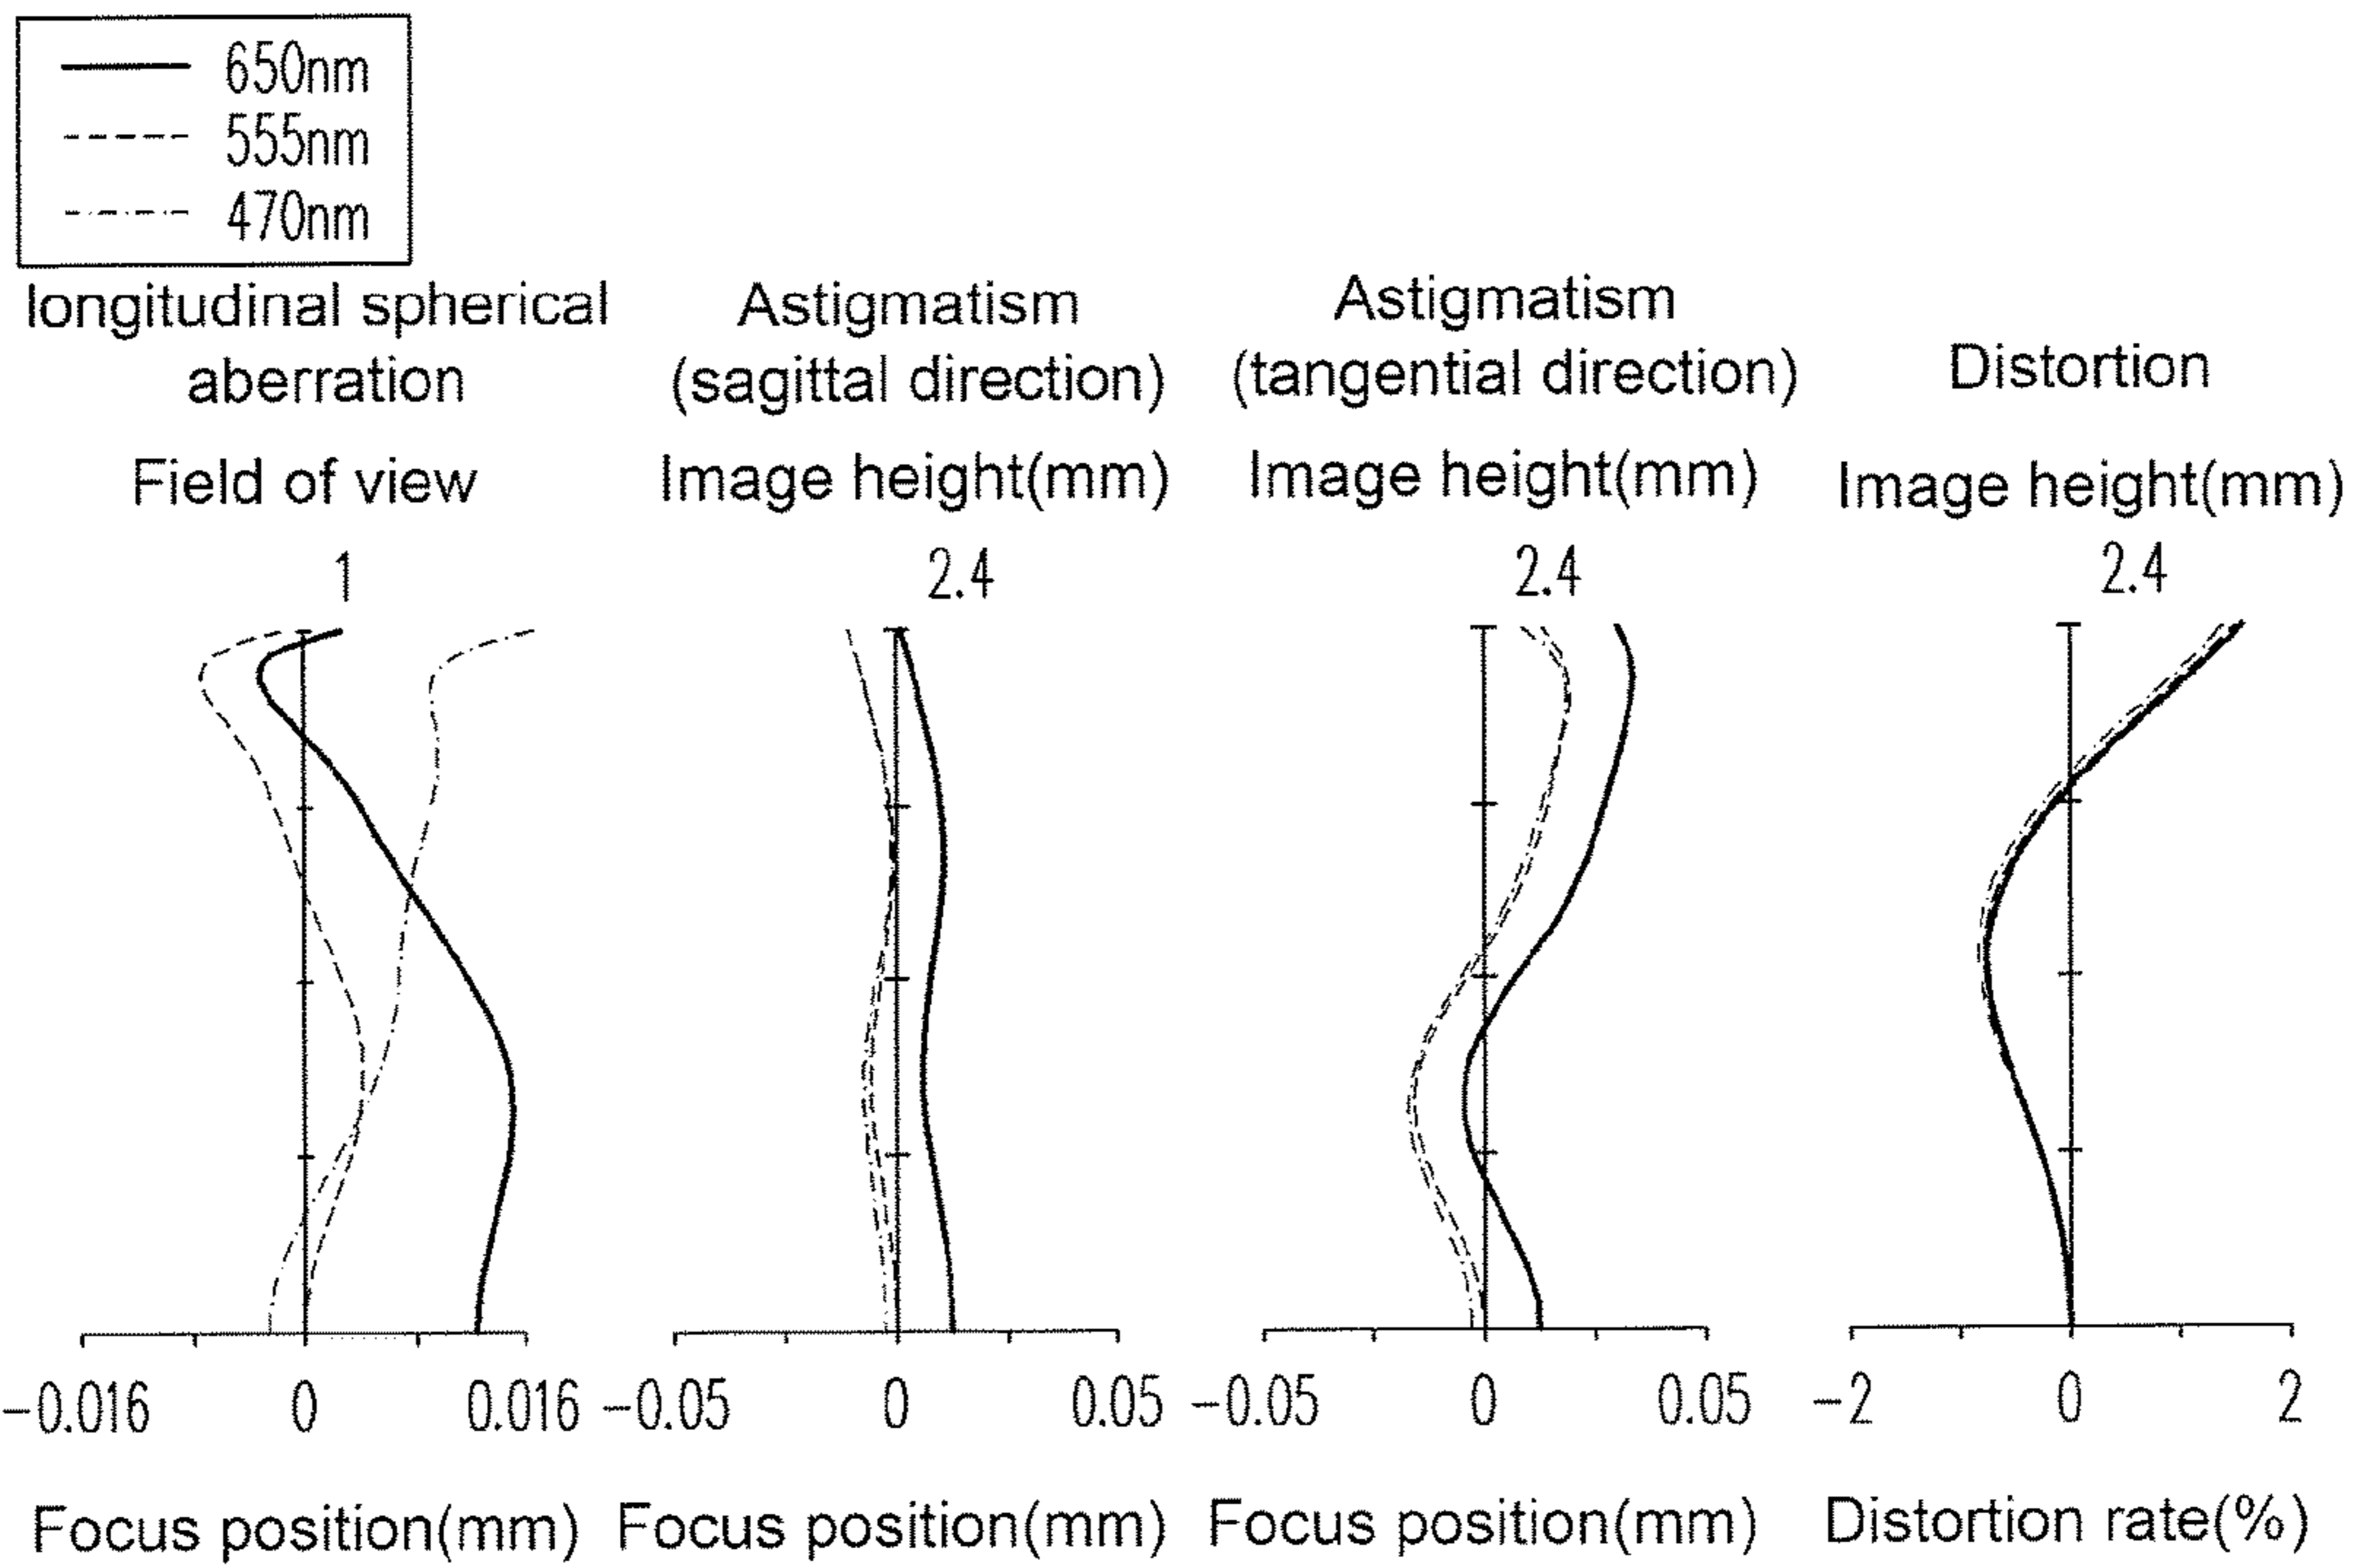 650nm
555nm
470nm
longitudinal spherical
aberration
Field of view
1
-0.016 0 0.016
Focus position(mm)
Astigmatism
(sagittal direction)
Image height(mm)
2.4
-0.05 0 0.05
Focus position(mm)
Astigmatism
(tangential direction)
Image height(mm)
2.4
-0.05 0 0.05
Focus position(mm)
Distortion
Image height(mm)
2.4
-2 0 2
Distortion rate(%)